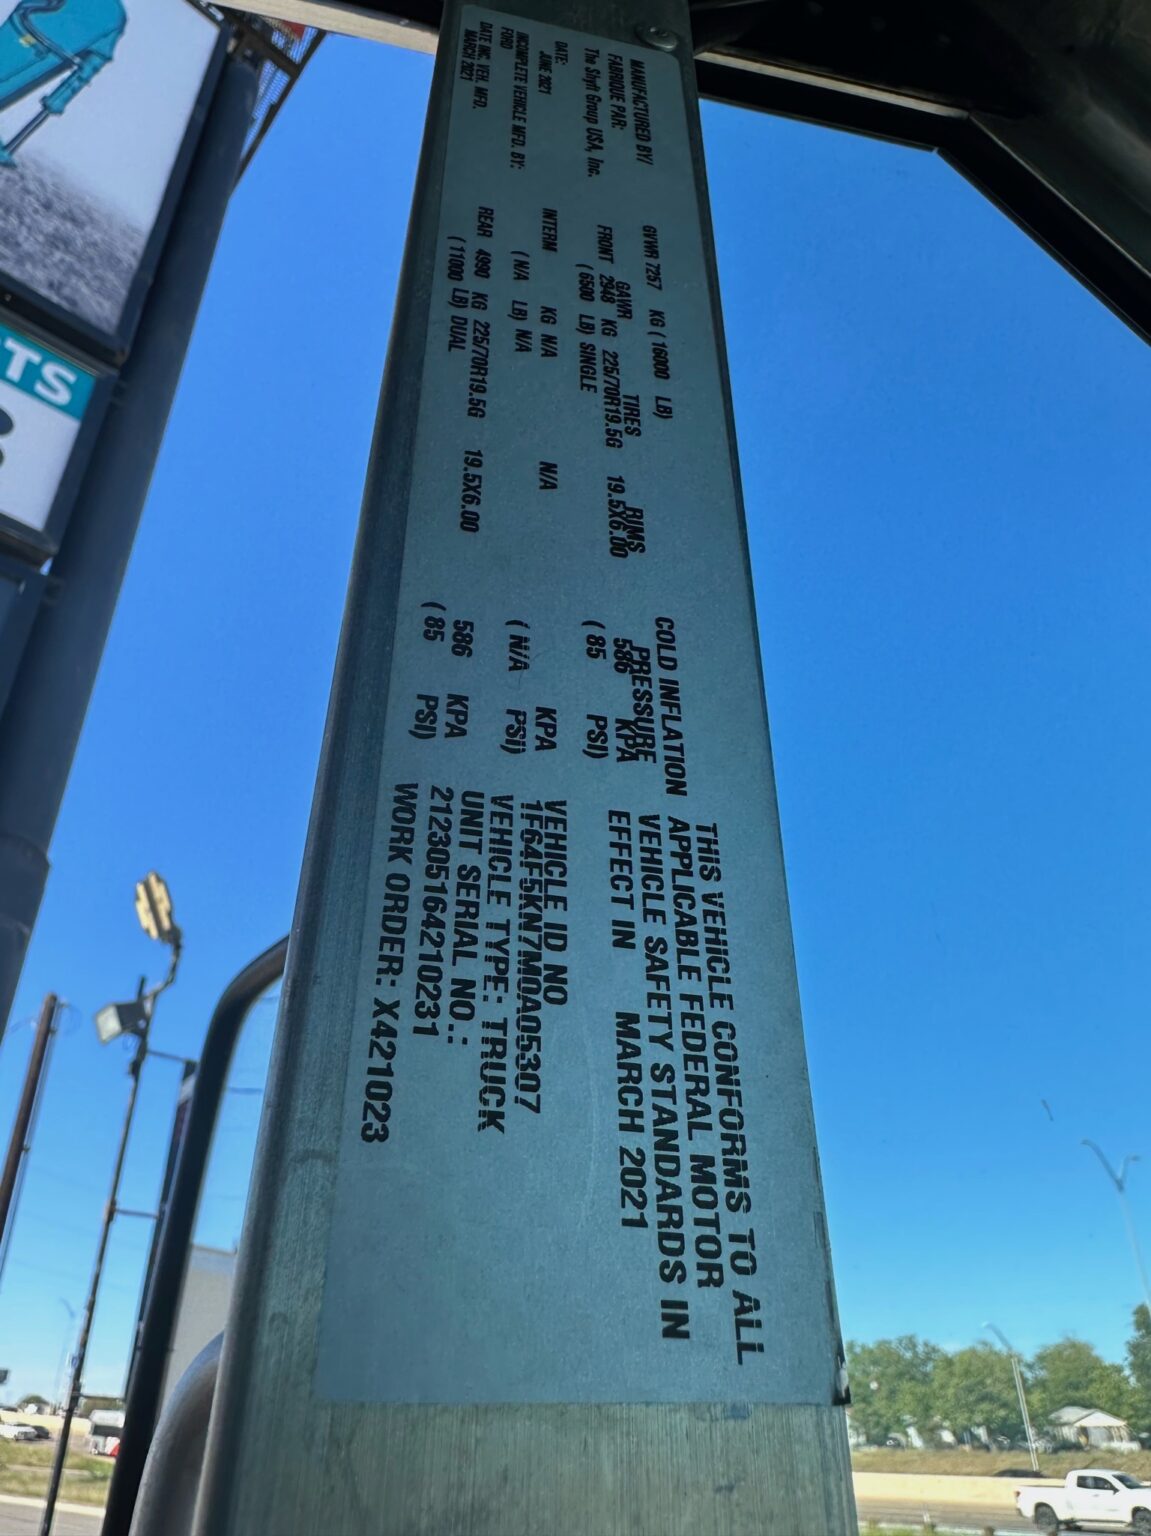 MANUFACTURED BY/
FABRIQUE PAR:
The Shyft Group USA, Inc.
DATE:
JUNE 2021
INCOMPLETE VEHICLE MFD. BY:
FORD
DATE INC. VEH. MFD.
MARCH 2021
GVWR 7257 KG ( 16000 LB)
GAWR TIRES RIMS COLD INFLATION PRESSURE
FRONT 2948 KG 225/70R19.5G 19.5X6.00 586 KPA
( 6500 LB) SINGLE ( 85 PSI)
INTERM KG N/A N/A KPA
( N/A LB) N/A ( N/A PSI)
REAR 4990 KG 225/70R19.5G 19.5X6.00 586 KPA
( 11000 LB) DUAL ( 85 PSI)
THIS VEHICLE CONFORMS TO ALL
APPLICABLE FEDERAL MOTOR
VEHICLE SAFETY STANDARDS IN
EFFECT IN MARCH 2021
VEHICLE ID NO
1F64F5KN7M0A05307
VEHICLE TYPE: TRUCK
UNIT SERIAL NO.:
212305164210231
WORK ORDER: X421023
TS